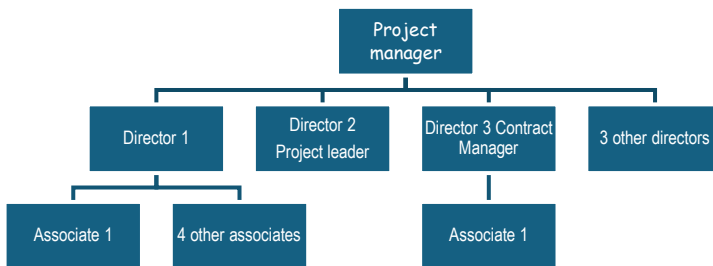 Project
manager
Director 1
Director 2
Project leader
Director 3 Contract
Manager
3 other directors
Associate 1
4 other associates
Associate 1